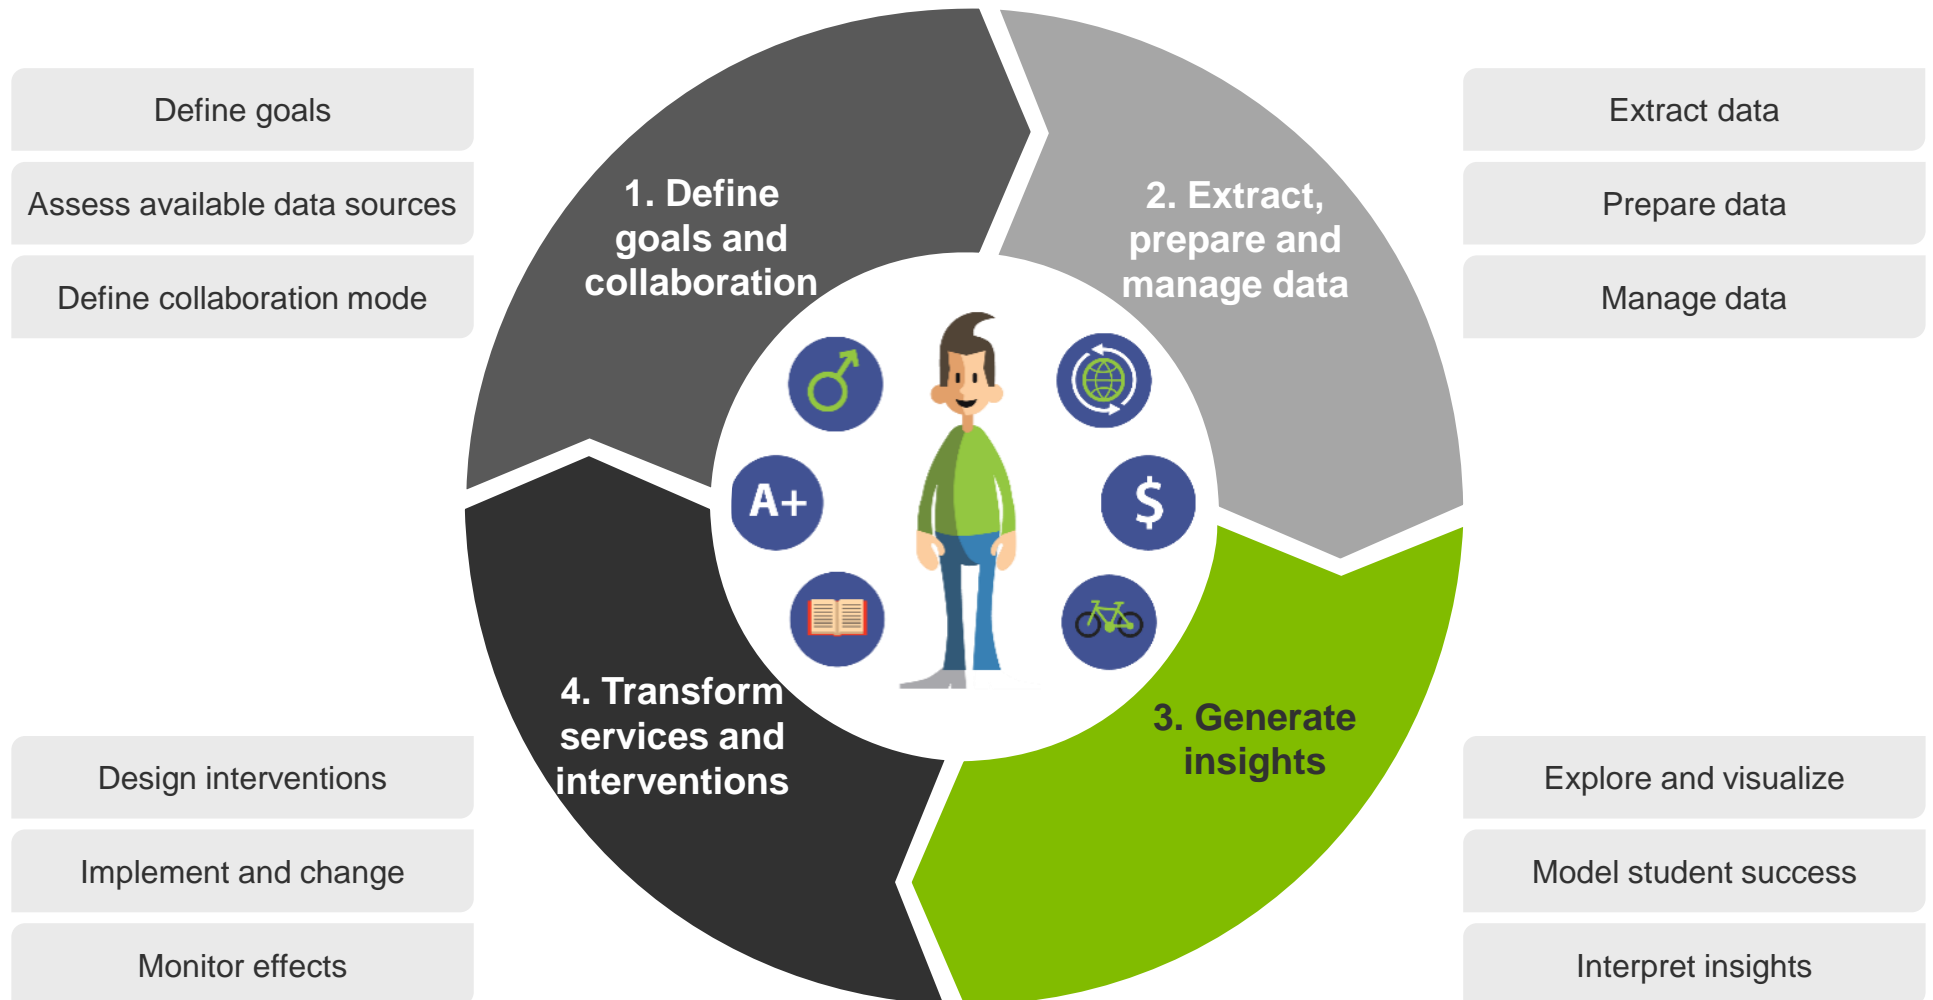 Define goals
Assess available data sources
Define collaboration mode
1. Define
goals and
collaboration
2. Extract,
prepare and
manage data
Extract data
Prepare data
Manage data
A+
$
4. Transform
services and
interventions
3. Generate
insights
Design interventions
Implement and change
Monitor effects
Explore and visualize
Model student success
Interpret insights